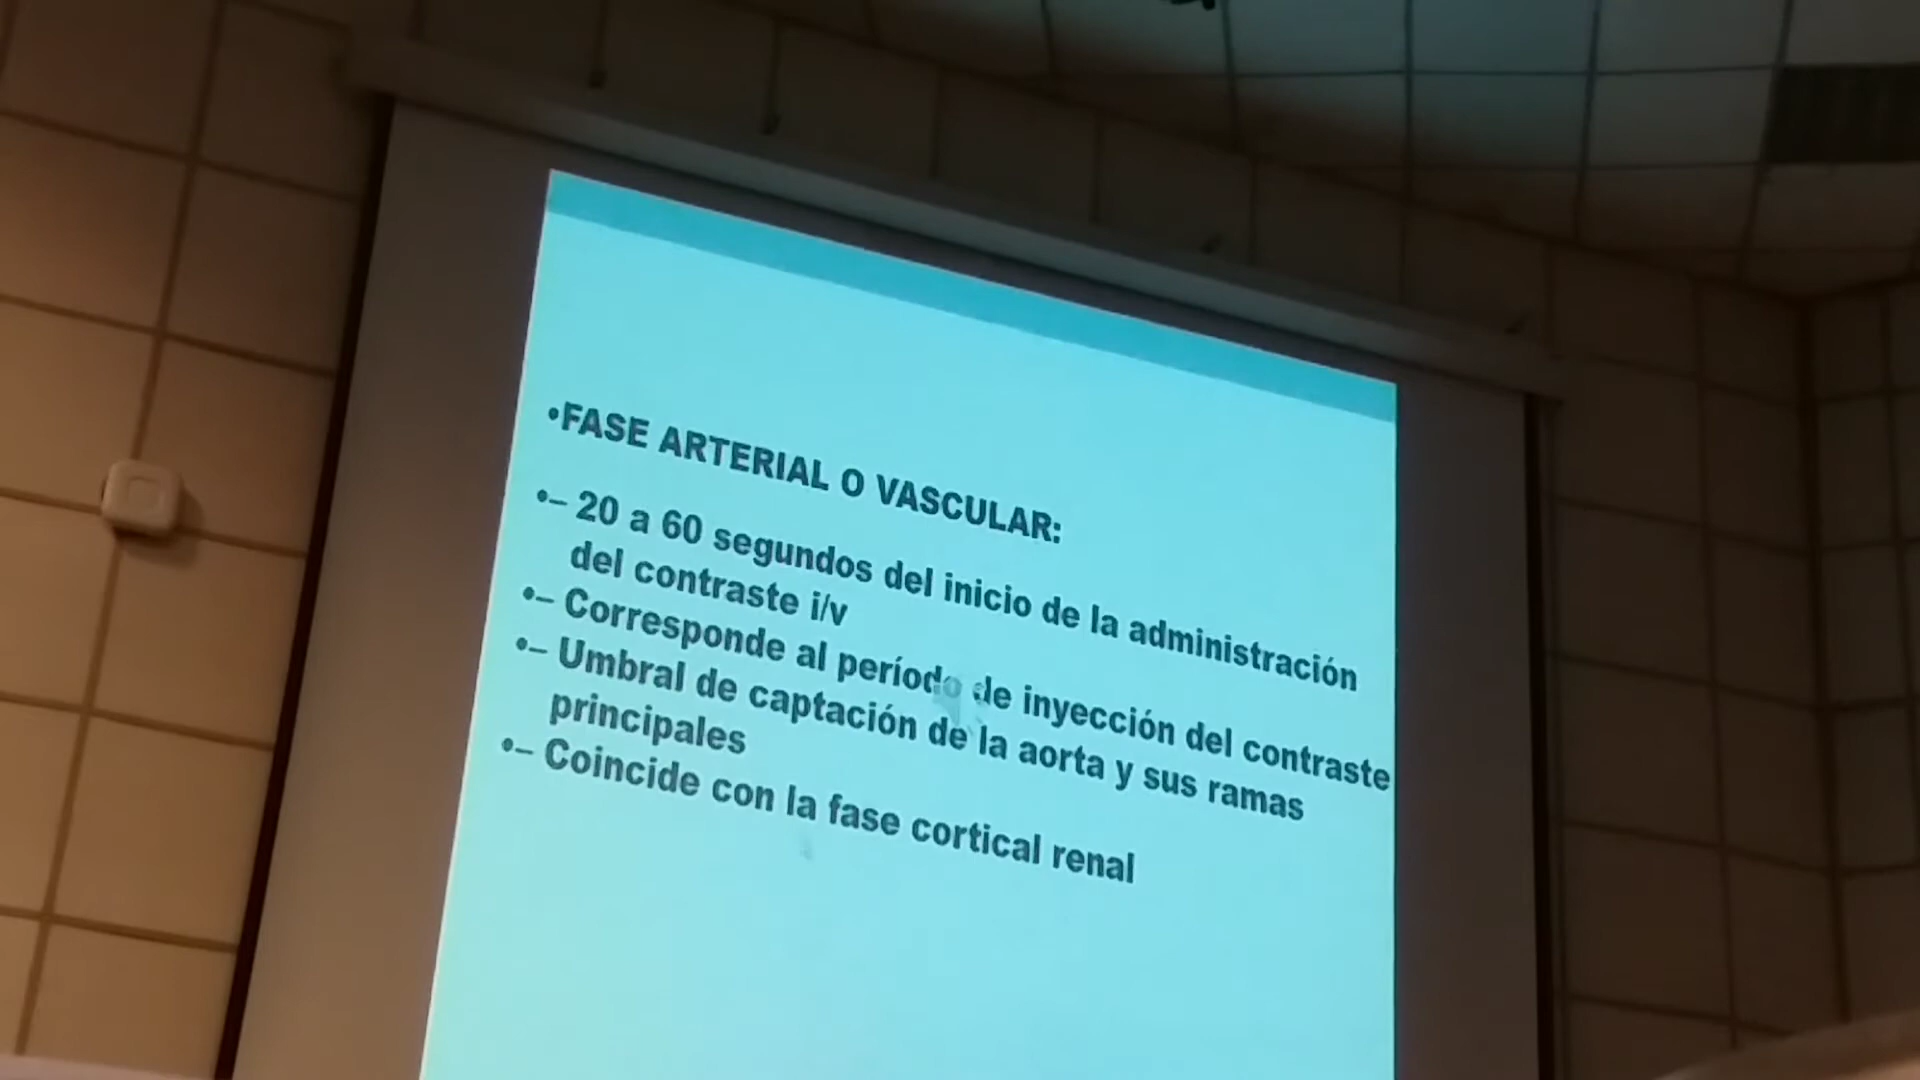 •FASE ARTERIAL O VASCULAR:
•– 20 a 60 segundos del inicio de la administración
del contraste i/v
•– Corresponde al período de inyección del contraste
•– Umbral de captación de la aorta y sus ramas
principales
•– Coincide con la fase cortical renal